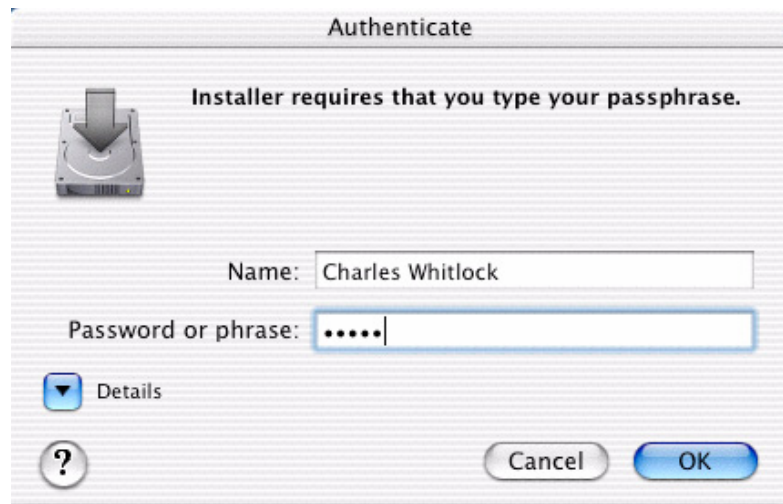 Authenticate
Installer requires that you type your passphrase.
Name: Charles Whitlock
Password or phrase: •••••
Details
?
Cancel OK